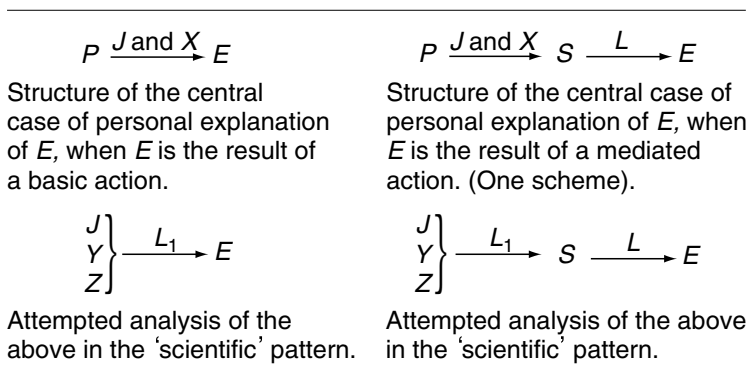 P J and X E
Structure of the central
case of personal explanation
of E, when E is the result of
a basic action.
P J and X S L E
Structure of the central case of
personal explanation of E, when
E is the result of a mediated
action. (One scheme).
J
Y
Z
L1 E
Attempted analysis of the
above in the ‘scientific’ pattern.
J
Y
Z
L1 S L E
Attempted analysis of the above
in the ‘scientific’ pattern.